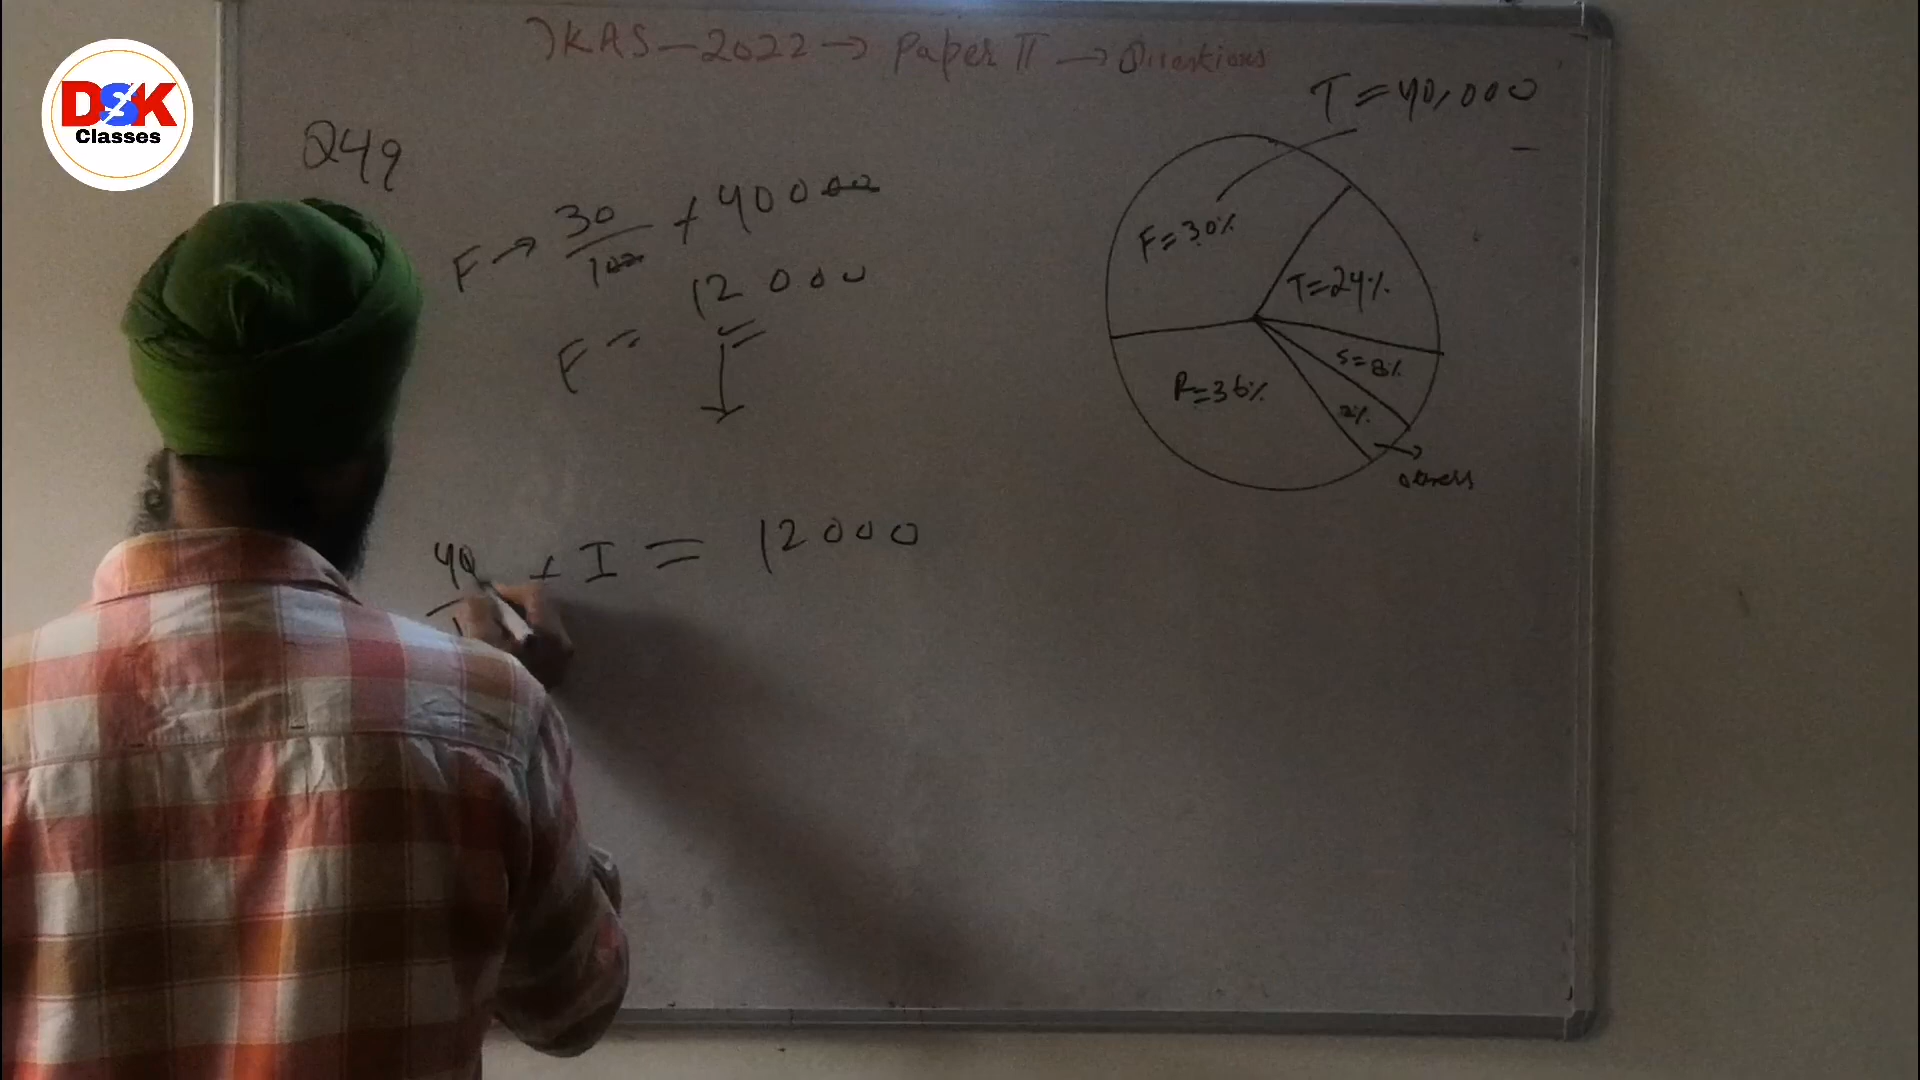 DSK
Classes
JKAS-2022 → Paper II → Questions
T = 40,000
Q49
F → 30/100 × 40000
12000
F =
F=30%
T=24%
S=8%
2%
R=36%
others
40 × I = 12000